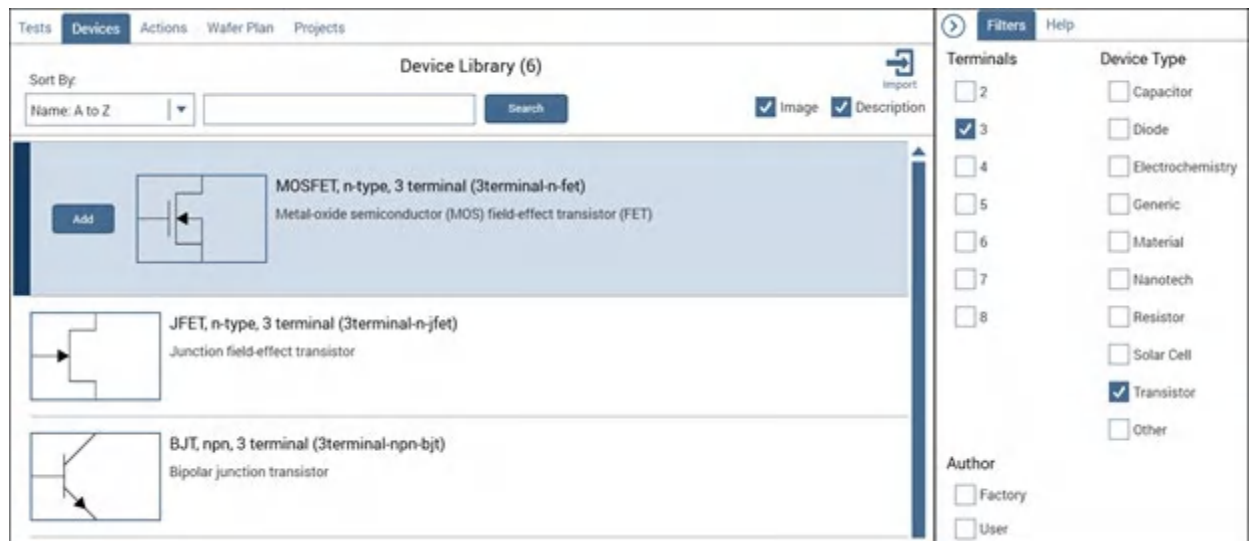 Tests Devices Actions Wafer Plan Projects
Filters Help
Device Library (6)
Import
Sort By:
Name: A to Z
Search
Image
Description
Add
MOSFET, n-type, 3 terminal (3terminal-n-fet)
Metal-oxide semiconductor (MOS) field-effect transistor (FET)
JFET, n-type, 3 terminal (3terminal-n-jfet)
Junction field-effect transistor
BJT, npn, 3 terminal (3terminal-npn-bjt)
Bipolar junction transistor
Terminals
2
3
4
5
6
7
8
Device Type
Capacitor
Diode
Electrochemistry
Generic
Material
Nanotech
Resistor
Solar Cell
Transistor
Other
Author
Factory
User